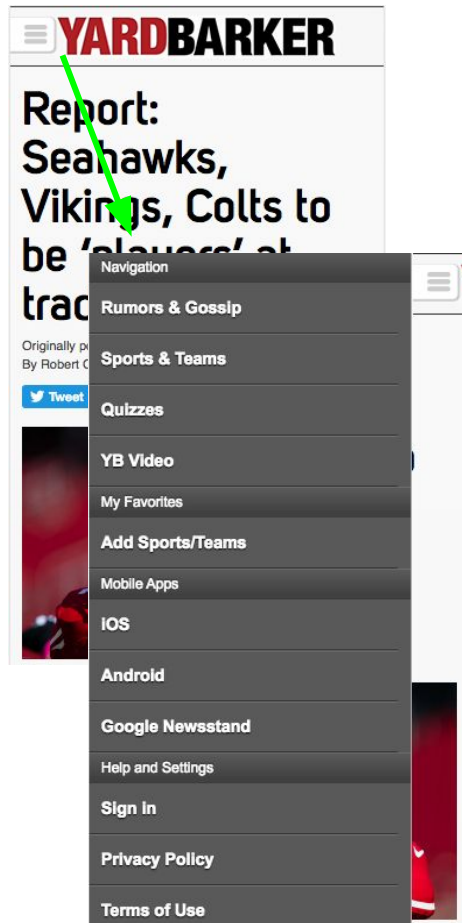 YARDBARKER
Report:
Seahawks,
Vikings, Colts to
be ‘players’ at
Originally
By Robert
Tweet
Navigation
Rumors & Gossip
Sports & Teams
Quizzes
YB Video
My Favorites
Add Sports/Teams
Mobile Apps
iOS
Android
Google Newsstand
Help and Settings
Sign in
Privacy Policy
Terms of Use